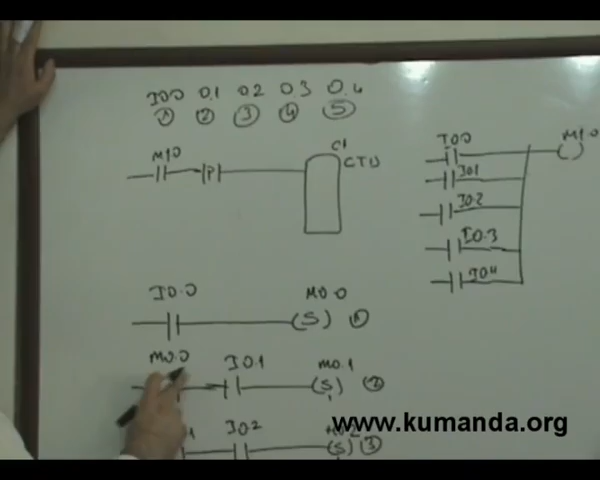 I0.0 0.1 0.2 0.3 0.4
1 2 3 4 5
M1.0 P C1
CTU
I0.0 M1.0
I0.1
I0.2
I0.3
I0.4
I0.0 M0.0
(S) 1
M0.0 I0.1 M0.1
(S) 2
I0.2 M0.2
(S) 3
www.kumanda.org